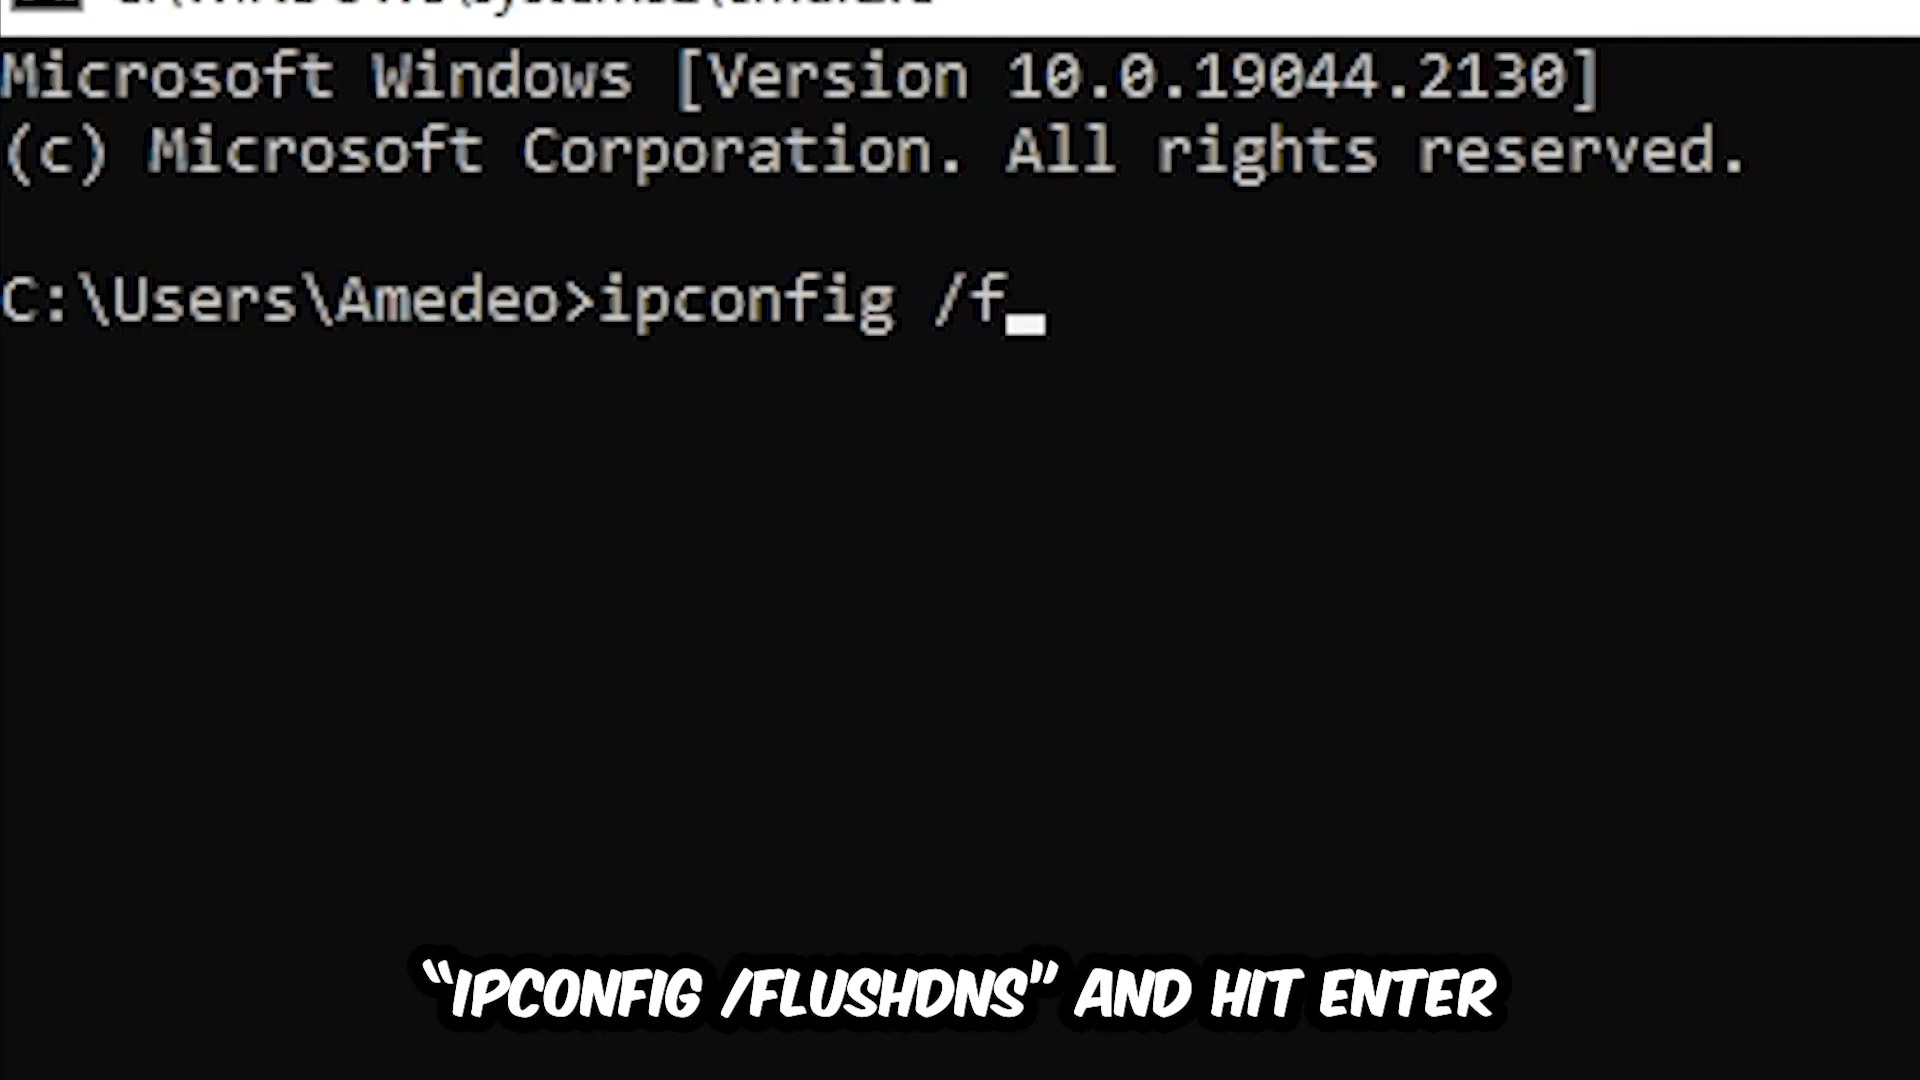 Microsoft Windows [Version 10.0.19044.2130]
(c) Microsoft Corporation. All rights reserved.
C:\Users\Amedeo>ipconfig /f
“IPCONFIG /FLUSHDNS” AND HIT ENTER